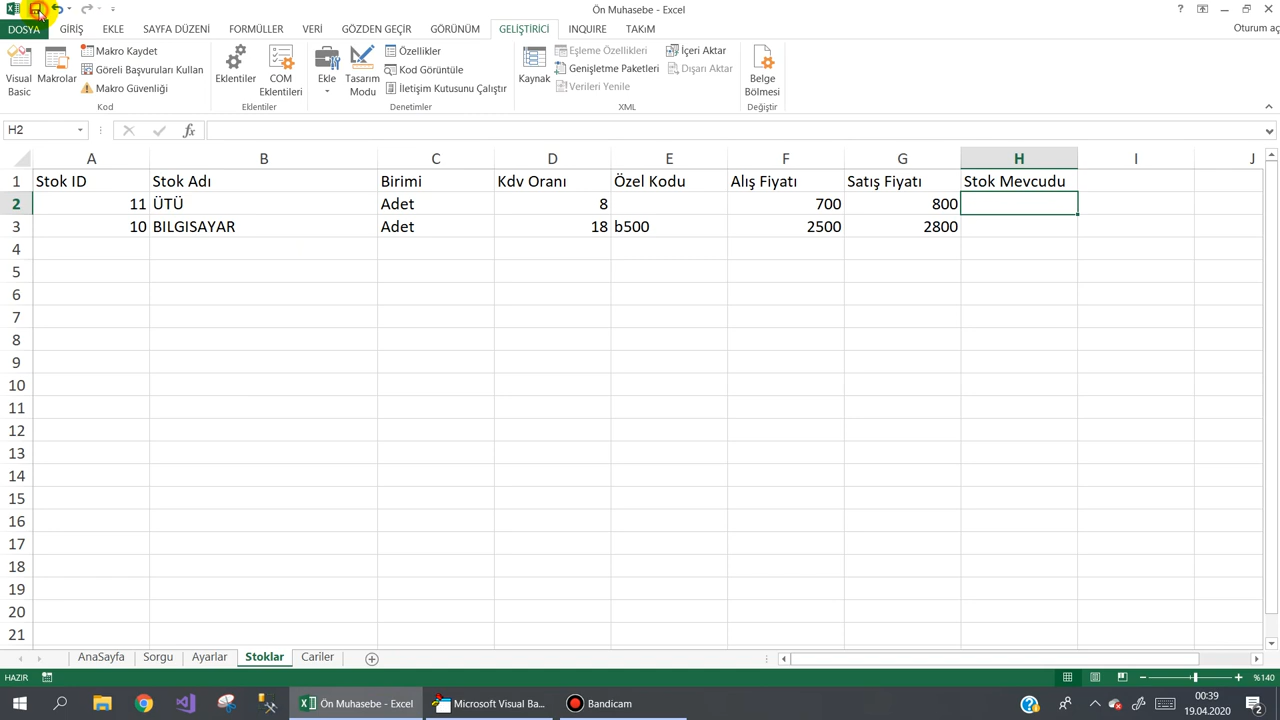 Ön Muhasebe - Excel
DOSYA GİRİŞ EKLE SAYFA DÜZENİ FORMÜLLER VERİ GÖZDEN GEÇİR GÖRÜNÜM GELİŞTİRİCİ INQUIRE TAKıM Oturum aç
Visual Basic
Makrolar
Makro Kaydet
Göreli Başvuruları Kullan
Makro Güvenliği
Kod
Eklentiler
COM Eklentileri
Eklentiler
Ekle
Tasarım Modu
Özellikler
Kod Görüntüle
İletişim Kutusunu Çalıştır
Denetimler
Kaynak
Eşleme Özellikleri
Genişletme Paketleri
Verileri Yenile
İçeri Aktar
Dışarı Aktar
XML
Belge Bölmesi
Değiştir
H2 fx
A B C D E F G H I J
1 Stok ID Stok Adı Birimi Kdv Oranı Özel Kodu Alış Fiyatı Satış Fiyatı Stok Mevcudu
2 11 ÜTÜ Adet 8 700 800
3 10 BILGISAYAR Adet 18 b500 2500 2800
4
5
6
7
8
9
10
11
12
13
14
15
16
17
18
19
20
21
AnaSayfa Sorgu Ayarlar Stoklar Cariler
HAZIR %140
Ön Muhasebe - Excel Microsoft Visual Ba... Bandicam 00:39
19.04.2020 2